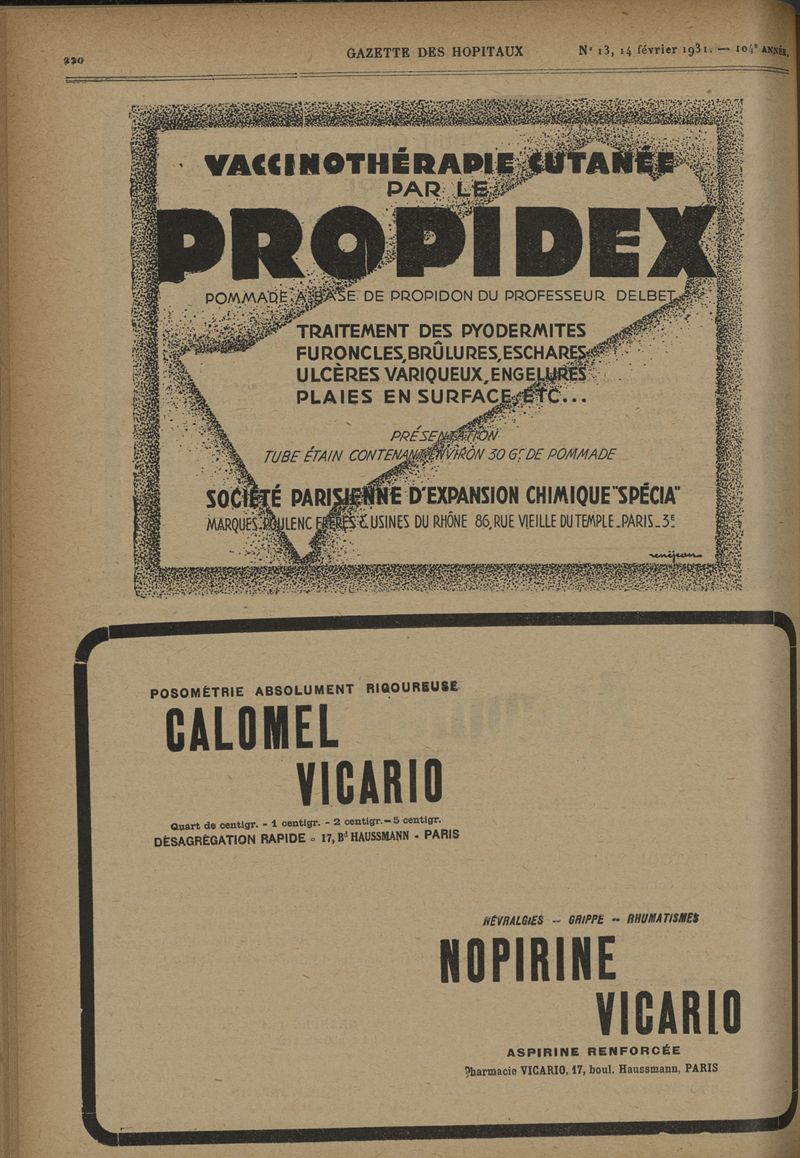 220
GAZETTE DES HOPITAUX
N° 13, 14 février 1931. — 104e ANNÉE,
VACCINOTHÉRAPIE CUTANÉE
PAR LE
PROPIDEX
POMMADE A BASE DE PROPIDON DU PROFESSEUR DELBET
TRAITEMENT DES PYODERMITES
FURONCLES, BRÛLURES, ESCHARES
ULCÈRES VARIQUEUX, ENGELURES
PLAIES EN SURFACE, ETC...
PRÉSENTATION
TUBE ÉTAIN CONTENANT ENVIRON 30 Gr DE POMMADE
SOCIÉTÉ PARISIENNE D'EXPANSION CHIMIQUE "SPÉCIA"
MARQUES POULENC FRÈRES & USINES DU RHÔNE 86, RUE VIEILLE DU TEMPLE _ PARIS _ 3E
renéjean
POSOMÉTRIE ABSOLUMENT RIGOUREUSE
CALOMEL
VICARIO
Quart de centigr. - 1 centigr. - 2 centigr. - 5 centigr.
DÉSAGRÉGATION RAPIDE - 17, Bd HAUSSMANN - PARIS
NÉVRALGIES - GRIPPE - RHUMATISMES
NOPIRINE
VICARIO
ASPIRINE RENFORCÉE
Pharmacie VICARIO, 17, boul. Haussmann, PARIS